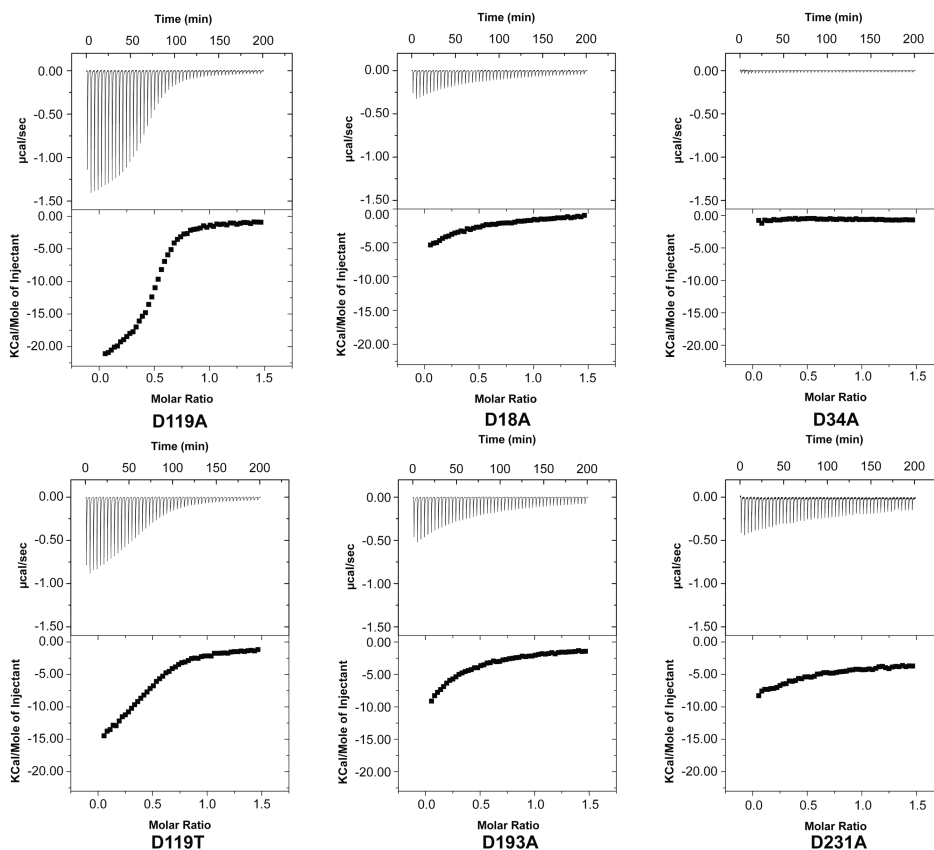 Time (min)
0 50 100 150 200
0.00
-0.50
-1.00
-1.50
µcal/sec
0.00
-5.00
-10.00
-15.00
-20.00
KCal/Mole of Injectant
0.0 0.5 1.0 1.5
Molar Ratio
D119A
Time (min)
0 50 100 150 200
0.00
-0.50
-1.00
-1.50
µcal/sec
0.00
-5.00
-10.00
-15.00
-20.00
KCal/Mole of Injectant
0.0 0.5 1.0 1.5
Molar Ratio
D18A
Time (min)
0 50 100 150 200
0.00
-0.50
-1.00
-1.50
µcal/sec
0.00
-5.00
-10.00
-15.00
-20.00
KCal/Mole of Injectant
0.0 0.5 1.0 1.5
Molar Ratio
D34A
Time (min)
0 50 100 150 200
0.00
-0.50
-1.00
-1.50
µcal/sec
0.00
-5.00
-10.00
-15.00
-20.00
KCal/Mole of Injectant
0.0 0.5 1.0 1.5
Molar Ratio
D119T
Time (min)
0 50 100 150 200
0.00
-0.50
-1.00
-1.50
µcal/sec
0.00
-5.00
-10.00
-15.00
-20.00
KCal/Mole of Injectant
0.0 0.5 1.0 1.5
Molar Ratio
D193A
Time (min)
0 50 100 150 200
0.00
-0.50
-1.00
-1.50
µcal/sec
0.00
-5.00
-10.00
-15.00
-20.00
KCal/Mole of Injectant
0.0 0.5 1.0 1.5
Molar Ratio
D231A